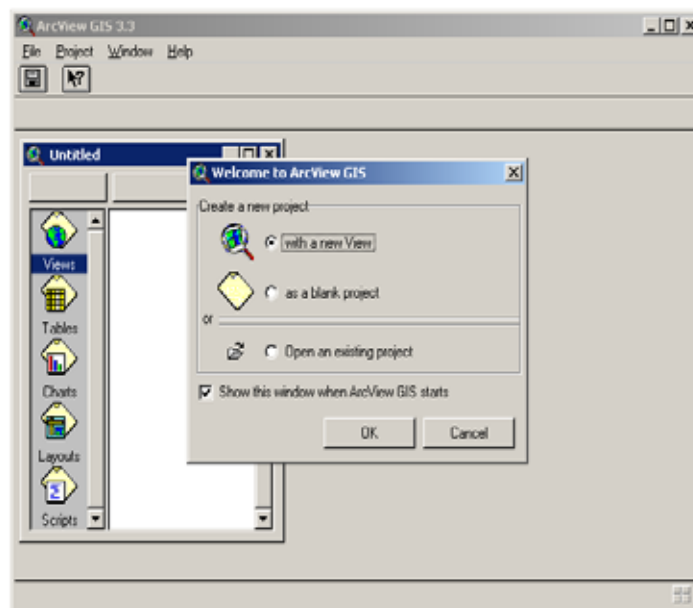 ArcView GIS 3.3
File Project Window Help
Untitled
Welcome to ArcView GIS
Create a new project
with a new View
as a blank project
or
Open an existing project
Show this window when ArcView GIS starts
OK Cancel
Views
Tables
Charts
Layouts
Scripts